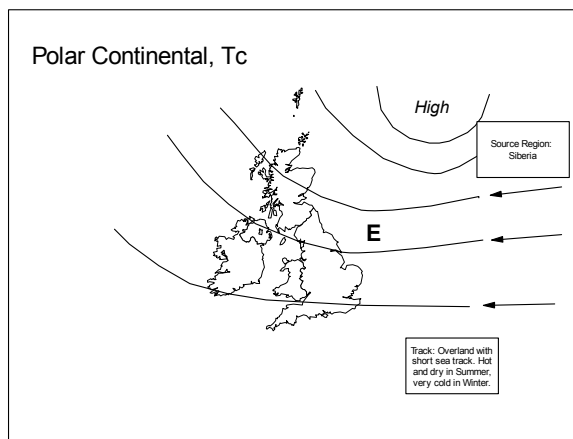 Polar Continental, Tc
High
Source Region:
Siberia
E
Track: Overland with
short sea track. Hot
and dry in Summer,
very cold in Winter.